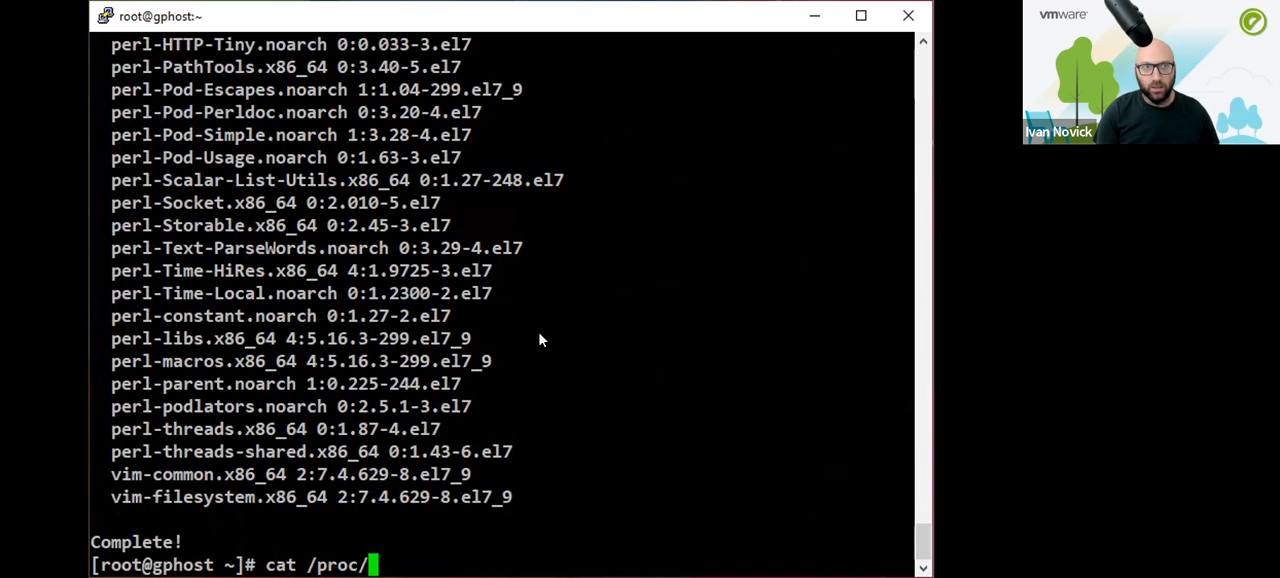 root@gphost:~
perl-HTTP-Tiny.noarch 0:0.033-3.el7
perl-PathTools.x86_64 0:3.40-5.el7
perl-Pod-Escapes.noarch 1:1.04-299.el7_9
perl-Pod-Perldoc.noarch 0:3.20-4.el7
perl-Pod-Simple.noarch 1:3.28-4.el7
perl-Pod-Usage.noarch 0:1.63-3.el7
perl-Scalar-List-Utils.x86_64 0:1.27-248.el7
perl-Socket.x86_64 0:2.010-5.el7
perl-Storable.x86_64 0:2.45-3.el7
perl-Text-ParseWords.noarch 0:3.29-4.el7
perl-Time-HiRes.x86_64 4:1.9725-3.el7
perl-Time-Local.noarch 0:1.2300-2.el7
perl-constant.noarch 0:1.27-2.el7
perl-libs.x86_64 4:5.16.3-299.el7_9
perl-macros.x86_64 4:5.16.3-299.el7_9
perl-parent.noarch 1:0.225-244.el7
perl-podlators.noarch 0:2.5.1-3.el7
perl-threads.x86_64 0:1.87-4.el7
perl-threads-shared.x86_64 0:1.43-6.el7
vim-common.x86_64 2:7.4.629-8.el7_9
vim-filesystem.x86_64 2:7.4.629-8.el7_9
Complete!
[root@gphost ~]# cat /proc/
vmware
Ivan Novick